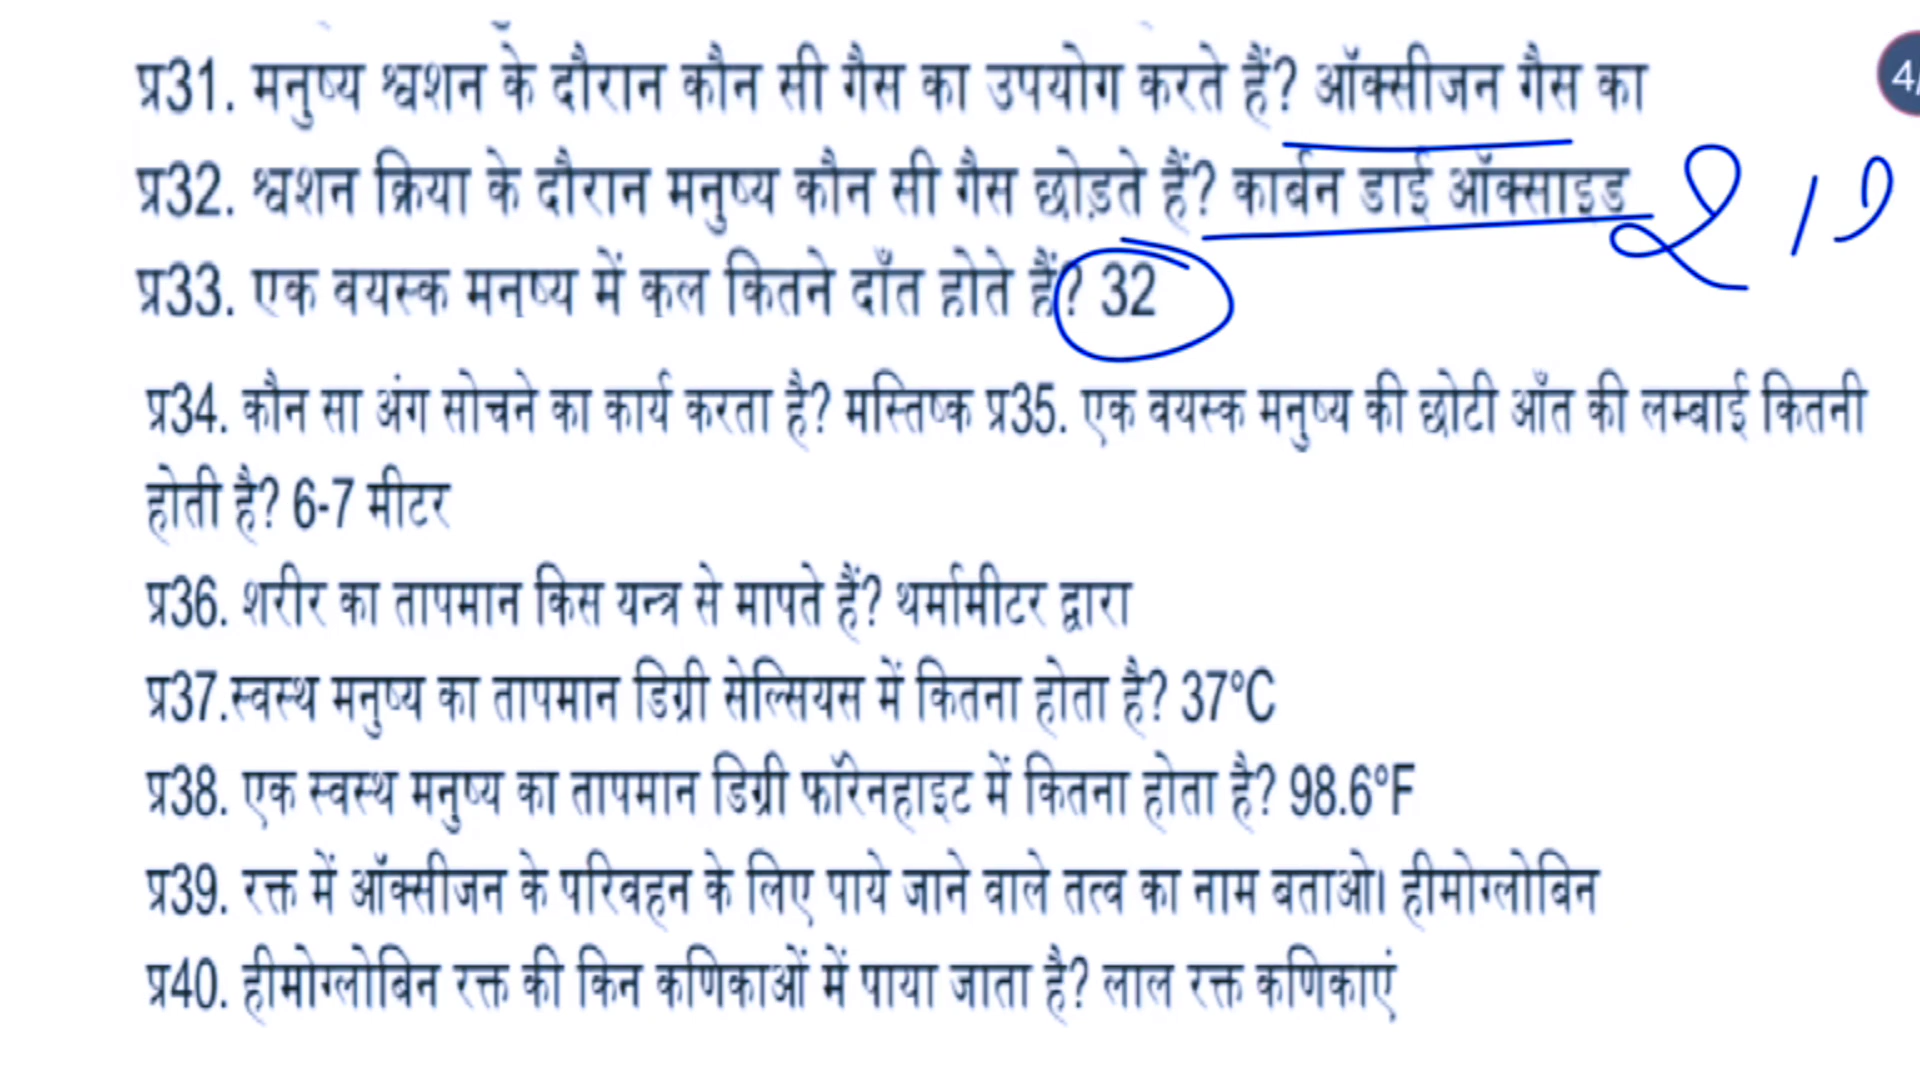 प्र31. मनुष्य श्वशन के दौरान कौन सी गैस का उपयोग करते हैं? ऑक्सीजन गैस का
प्र32. श्वशन क्रिया के दौरान मनुष्य कौन सी गैस छोड़ते हैं? कार्बन डाई ऑक्साइड
प्र33. एक वयस्क मनुष्य में कुल कितने दाँत होते हैं? 32
प्र34. कौन सा अंग सोचने का कार्य करता है? मस्तिष्क प्र35. एक वयस्क मनुष्य की छोटी आँत की लम्बाई कितनी
होती है? 6-7 मीटर
प्र36. शरीर का तापमान किस यन्त्र से मापते हैं? थर्मामीटर द्वारा
प्र37.स्वस्थ मनुष्य का तापमान डिग्री सेल्सियस में कितना होता है? 37°C
प्र38. एक स्वस्थ मनुष्य का तापमान डिग्री फॉरेनहाइट में कितना होता है? 98.6°F
प्र39. रक्त में ऑक्सीजन के परिवहन के लिए पाये जाने वाले तत्व का नाम बताओ। हीमोग्लोबिन
प्र40. हीमोग्लोबिन रक्त की किन कणिकाओं में पाया जाता है? लाल रक्त कणिकाएं